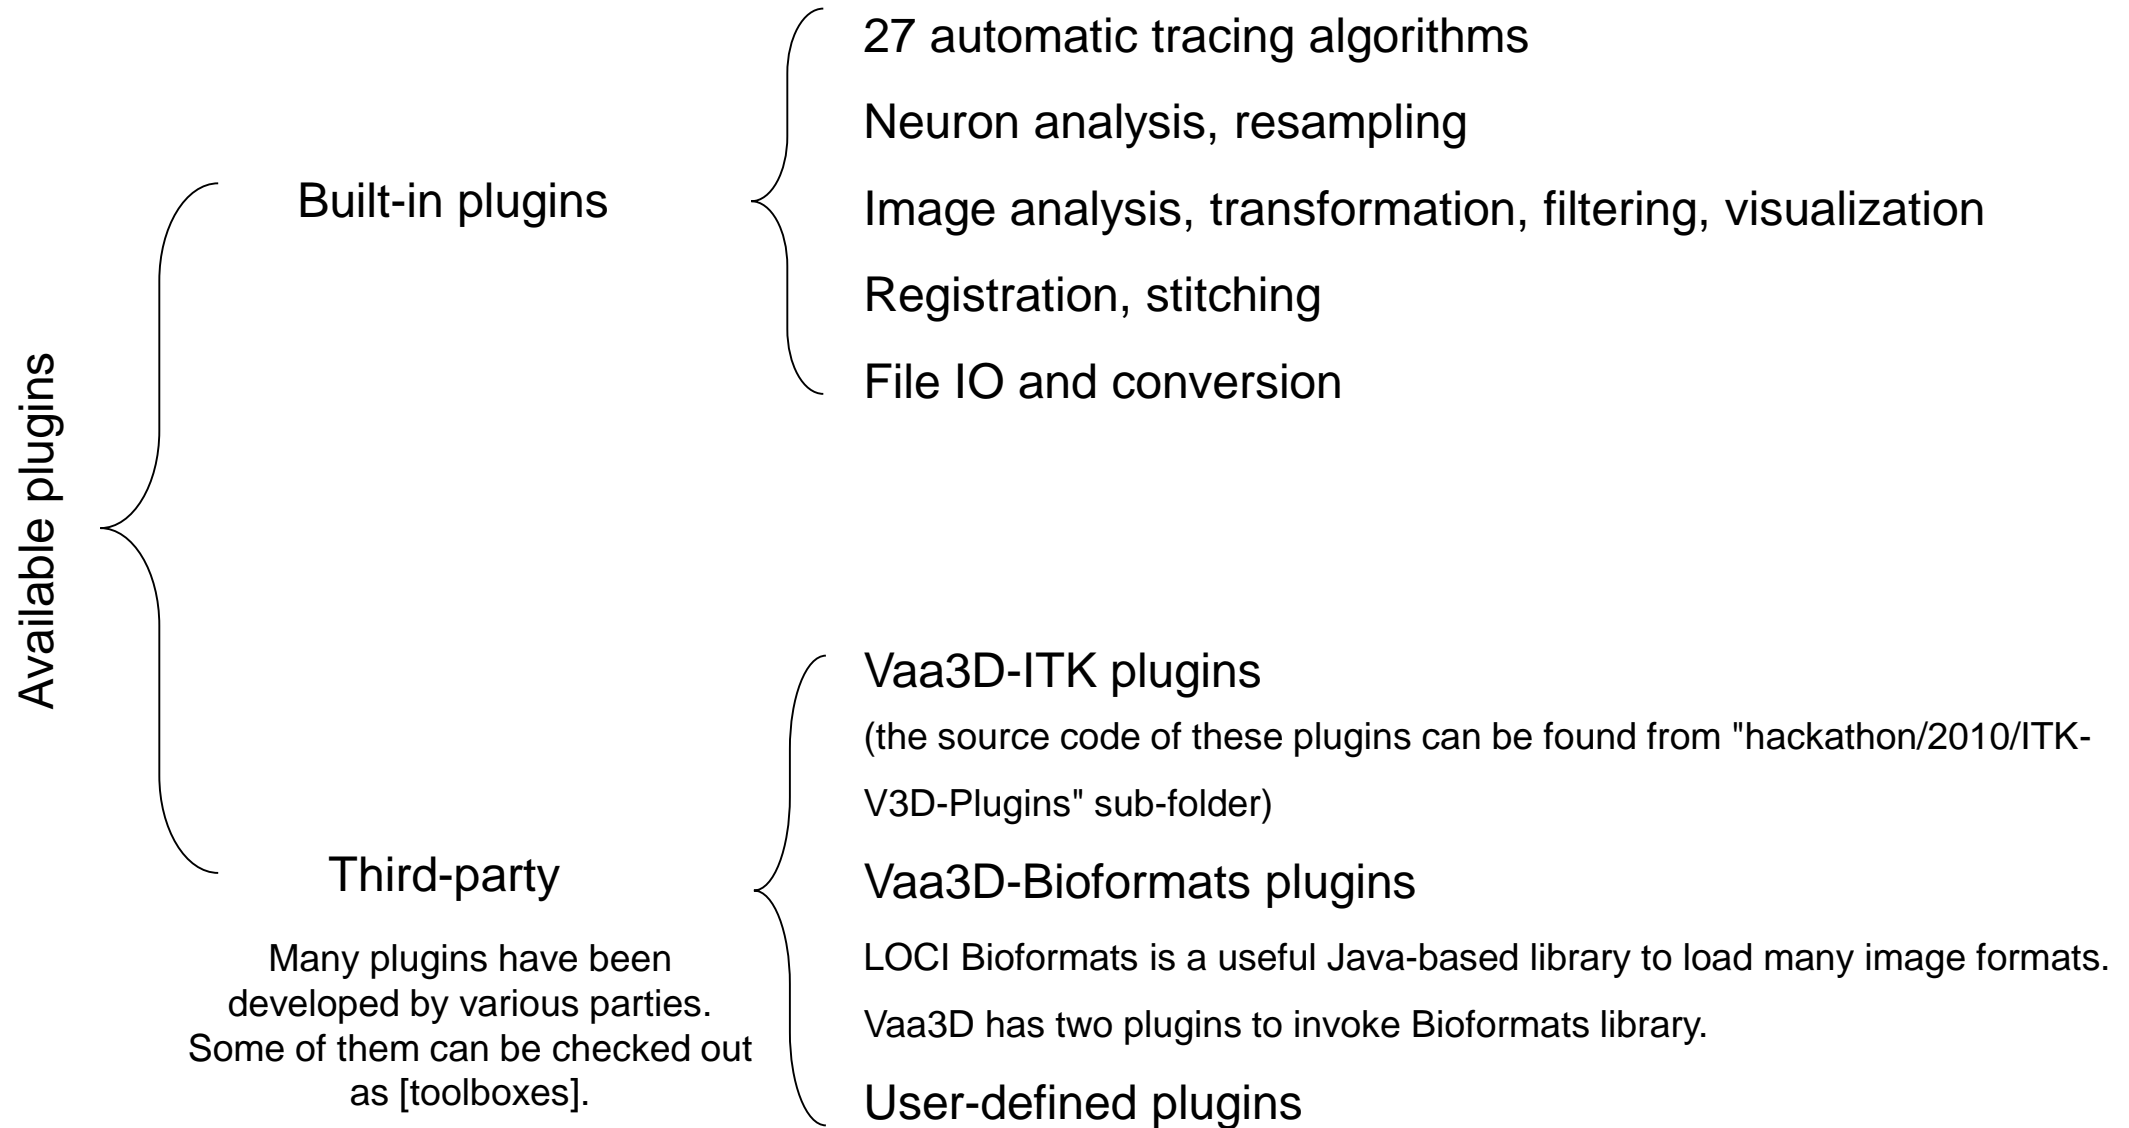 Available plugins
Built-in plugins
27 automatic tracing algorithms
Neuron analysis, resampling
Image analysis, transformation, filtering, visualization
Registration, stitching
File IO and conversion
Third-party
Many plugins have been
developed by various parties.
Some of them can be checked out
as [toolboxes].
Vaa3D-ITK plugins
(the source code of these plugins can be found from "hackathon/2010/ITK-
V3D-Plugins" sub-folder)
Vaa3D-Bioformats plugins
LOCI Bioformats is a useful Java-based library to load many image formats.
Vaa3D has two plugins to invoke Bioformats library.
User-defined plugins